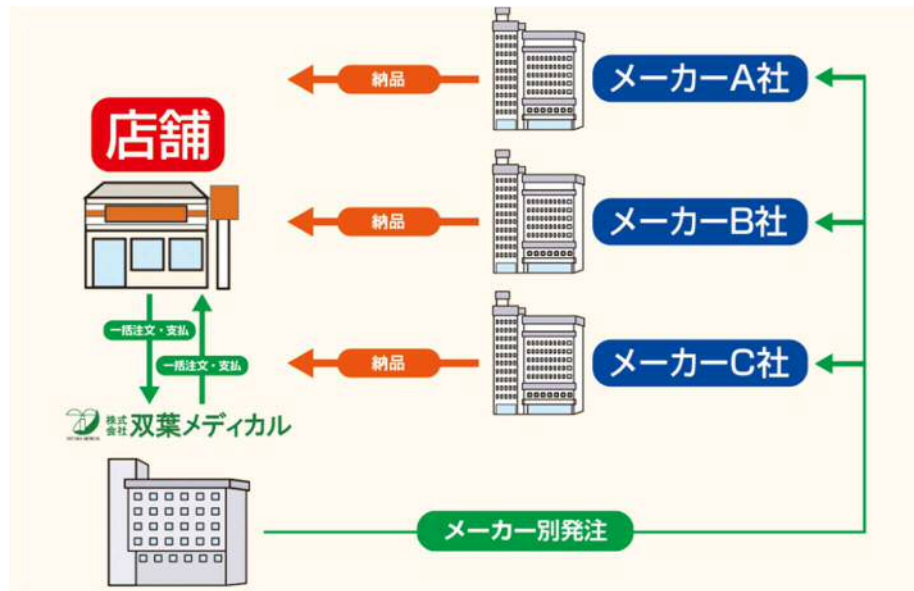 納品
メーカーA社
店舗
納品
メーカーB社
一括注文・支払
一括注文・支払
納品
メーカーC社
株式会社 双葉メディカル
メーカー別発注